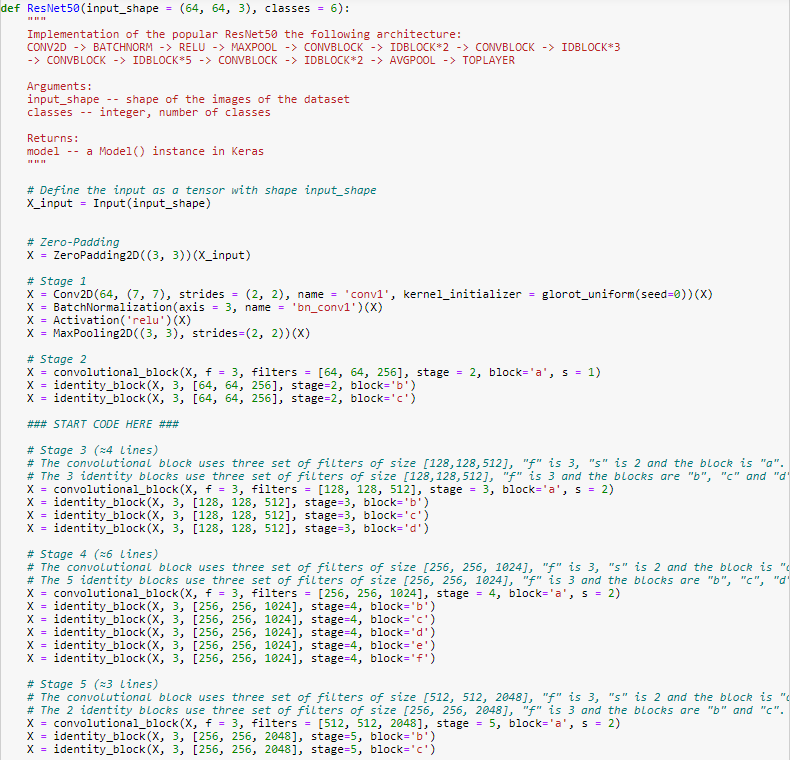 def ResNet50(input_shape = (64, 64, 3), classes = 6):
    """
    Implementation of the popular ResNet50 the following architecture:
    CONV2D -> BATCHNORM -> RELU -> MAXPOOL -> CONVBLOCK -> IDBLOCK*2 -> CONVBLOCK -> IDBLOCK*3
    -> CONVBLOCK -> IDBLOCK*5 -> CONVBLOCK -> IDBLOCK*2 -> AVGPOOL -> TOPLAYER

    Arguments:
    input_shape -- shape of the images of the dataset
    classes -- integer, number of classes

    Returns:
    model -- a Model() instance in Keras
    """

    # Define the input as a tensor with shape input_shape
    X_input = Input(input_shape)


    # Zero-Padding
    X = ZeroPadding2D((3, 3))(X_input)

    # Stage 1
    X = Conv2D(64, (7, 7), strides = (2, 2), name = 'conv1', kernel_initializer = glorot_uniform(seed=0))(X)
    X = BatchNormalization(axis = 3, name = 'bn_conv1')(X)
    X = Activation('relu')(X)
    X = MaxPooling2D((3, 3), strides=(2, 2))(X)

    # Stage 2
    X = convolutional_block(X, f = 3, filters = [64, 64, 256], stage = 2, block='a', s = 1)
    X = identity_block(X, 3, [64, 64, 256], stage=2, block='b')
    X = identity_block(X, 3, [64, 64, 256], stage=2, block='c')

    ### START CODE HERE ###

    # Stage 3 (≈4 lines)
    # The convolutional block uses three set of filters of size [128,128,512], "f" is 3, "s" is 2 and the block is "a".
    # The 3 identity blocks use three set of filters of size [128,128,512], "f" is 3 and the blocks are "b", "c" and "d"
    X = convolutional_block(X, f = 3, filters = [128, 128, 512], stage = 3, block='a', s = 2)
    X = identity_block(X, 3, [128, 128, 512], stage=3, block='b')
    X = identity_block(X, 3, [128, 128, 512], stage=3, block='c')
    X = identity_block(X, 3, [128, 128, 512], stage=3, block='d')

    # Stage 4 (≈6 lines)
    # The convolutional block uses three set of filters of size [256, 256, 1024], "f" is 3, "s" is 2 and the block is
    # The 5 identity blocks use three set of filters of size [256, 256, 1024], "f" is 3 and the blocks are "b", "c", "d"
    X = convolutional_block(X, f = 3, filters = [256, 256, 1024], stage = 4, block='a', s = 2)
    X = identity_block(X, 3, [256, 256, 1024], stage=4, block='b')
    X = identity_block(X, 3, [256, 256, 1024], stage=4, block='c')
    X = identity_block(X, 3, [256, 256, 1024], stage=4, block='d')
    X = identity_block(X, 3, [256, 256, 1024], stage=4, block='e')
    X = identity_block(X, 3, [256, 256, 1024], stage=4, block='f')

    # Stage 5 (≈3 lines)
    # The convolutional block uses three set of filters of size [512, 512, 2048], "f" is 3, "s" is 2 and the block is
    # The 2 identity blocks use three set of filters of size [256, 256, 2048], "f" is 3 and the blocks are "b" and "c".
    X = convolutional_block(X, f = 3, filters = [512, 512, 2048], stage = 5, block='a', s = 2)
    X = identity_block(X, 3, [256, 256, 2048], stage=5, block='b')
    X = identity_block(X, 3, [256, 256, 2048], stage=5, block='c')